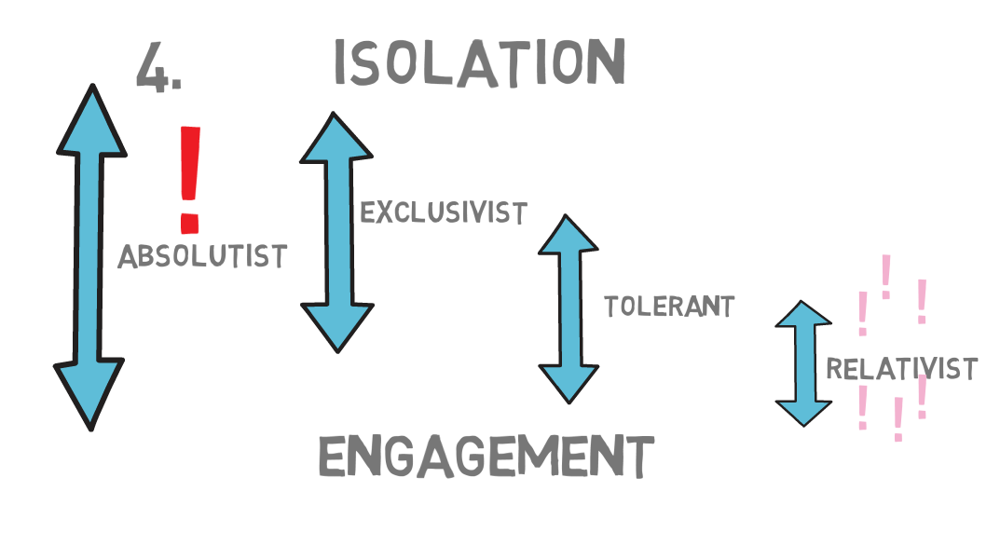 4.
ISOLATION
!
EXCLUSIVIST
ABSOLUTIST
TOLERANT
! ! !
RELATIVIST
! ! !
ENGAGEMENT